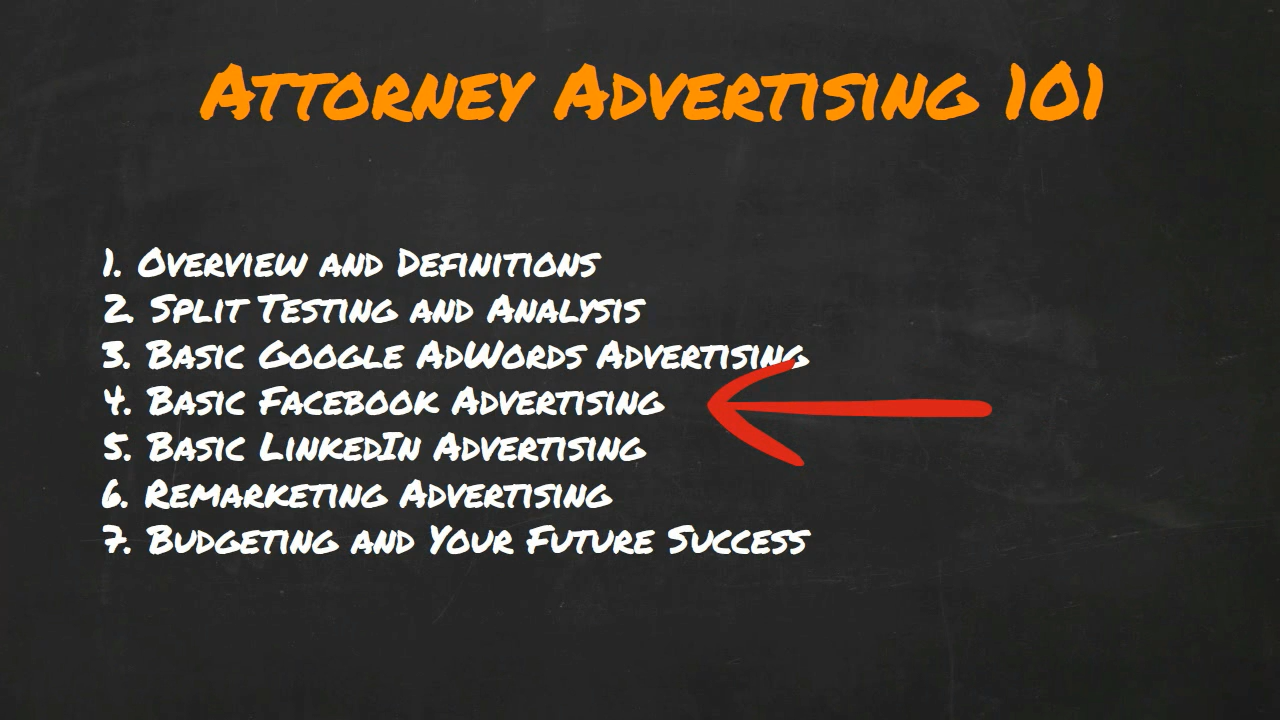 Attorney Advertising 101
1. Overview and Definitions
2. Split Testing and Analysis
3. Basic Google AdWords Advertising
4. Basic Facebook Advertising
5. Basic LinkedIn Advertising
6. Remarketing Advertising
7. Budgeting and Your Future Success